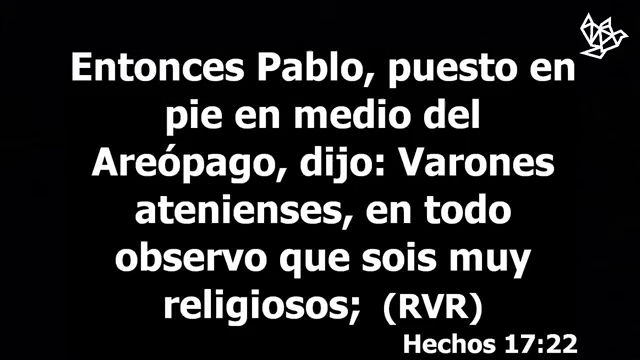 Entonces Pablo, puesto en
pie en medio del
Areópago, dijo: Varones
atenienses, en todo
observo que sois muy
religiosos; (RVR)
Hechos 17:22